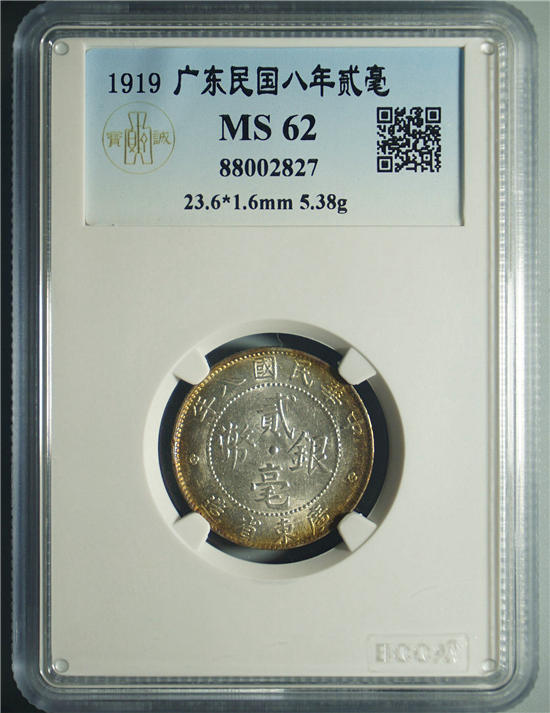 1919 广东民国八年贰毫
MS 62
寶 誠
88002827
23.6*1.6mm 5.38g
年八國民華中
貳
幣 銀
毫
造省東廣